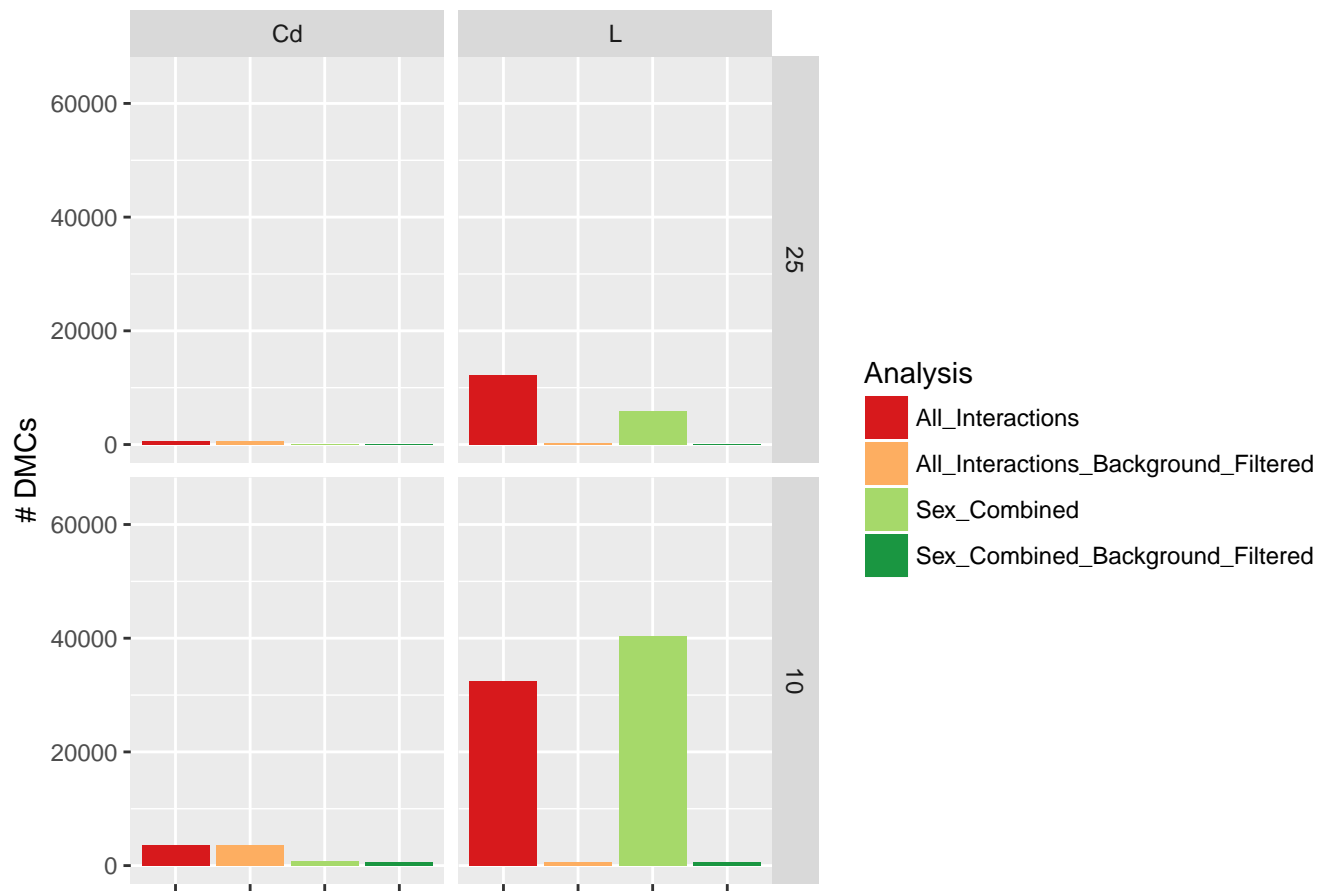 Cd
L
60000
40000
20000
0
25
# DMCs
60000
40000
20000
0
10
Analysis
All_Interactions
All_Interactions_Background_Filtered
Sex_Combined
Sex_Combined_Background_Filtered